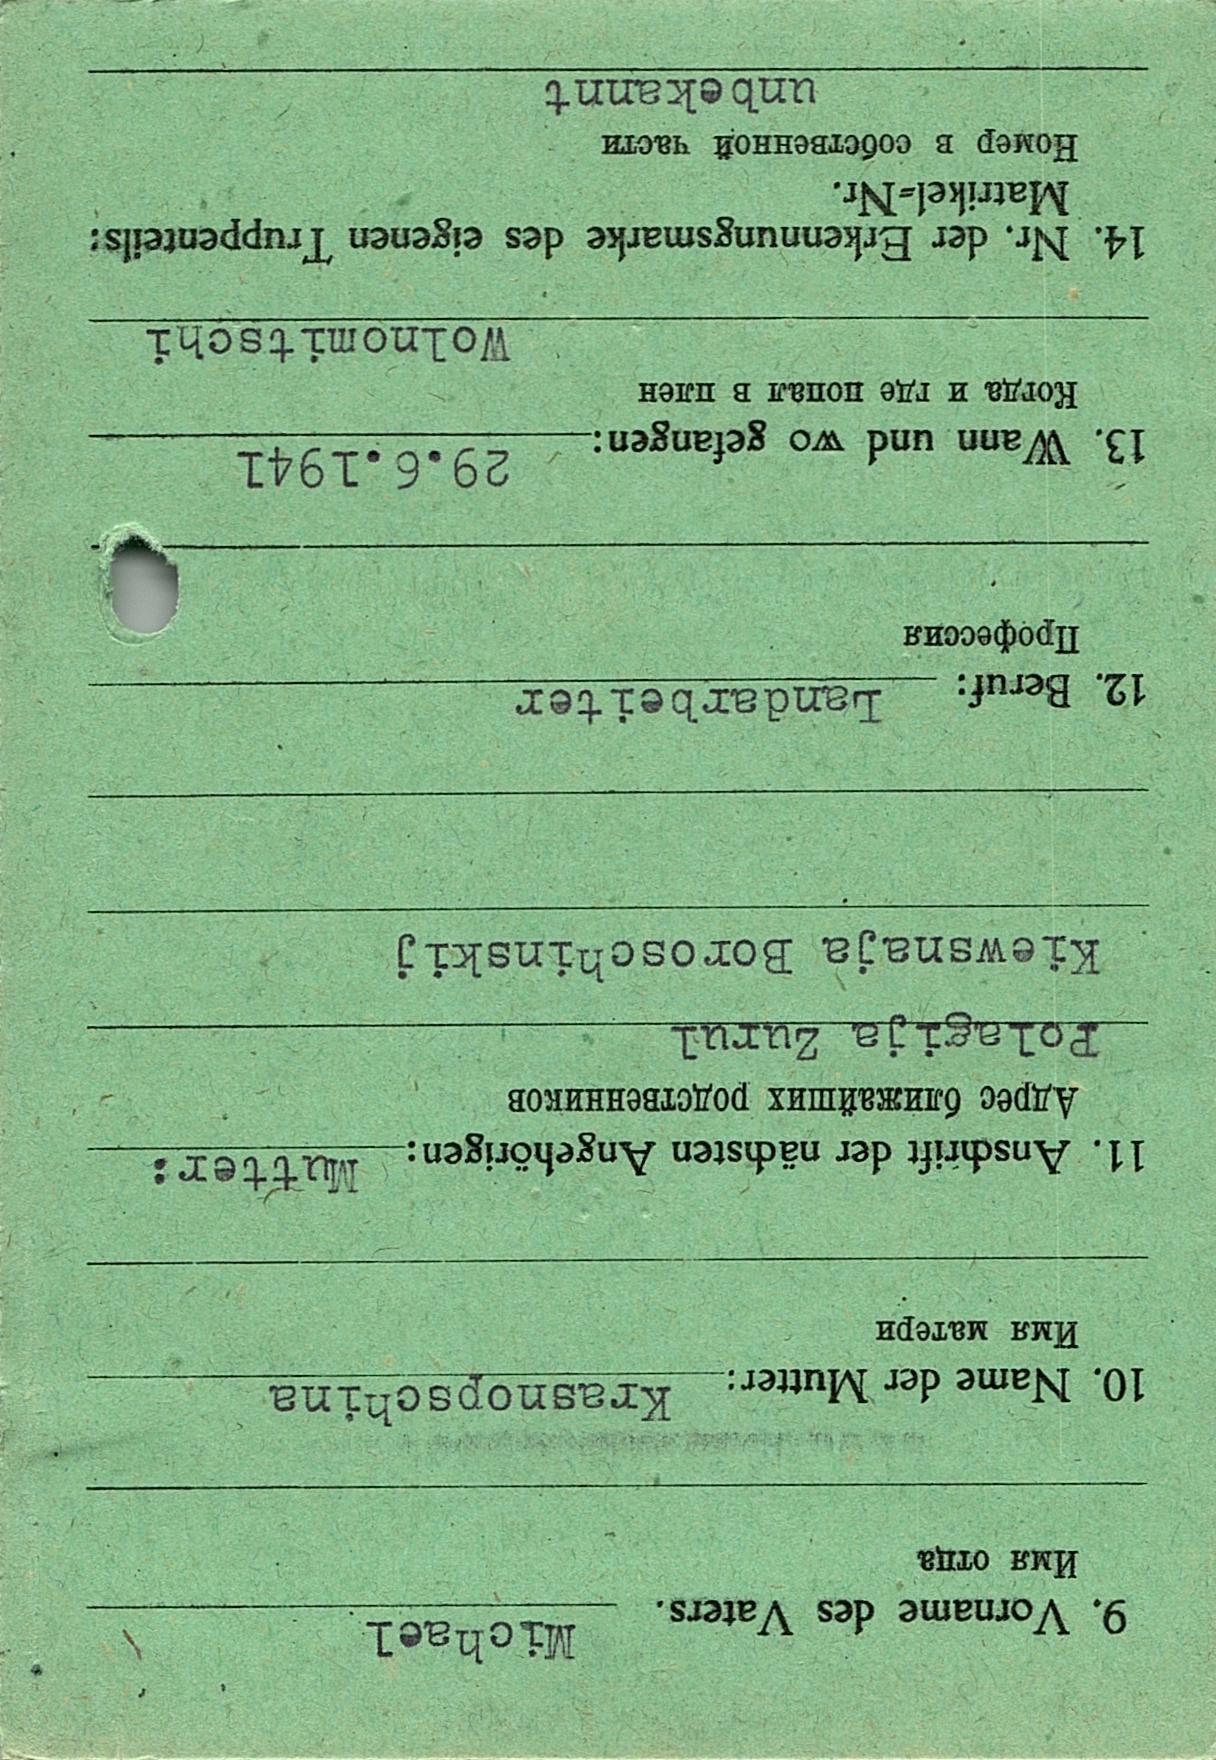 9. Vorname des Vaters. Michael
Имя отца
10. Name der Mutter: Krasnopschina
Имя матери
11. Anschrift der nächsten Angehörigen: Mutter:
Адрес ближайших родственников
Polagija Zurul
Kiewsnaja Boroschinskij
12. Beruf: Landarbeiter
Профессия
13. Wann und wo gefangen: 29.6.1941
Когда и где попал в плен
Wolnomitschi
14. Nr. der Erkennungsmarke des eigenen Truppenteils:
Matrikel=Nr.
Номер в собственной части
unbekannt